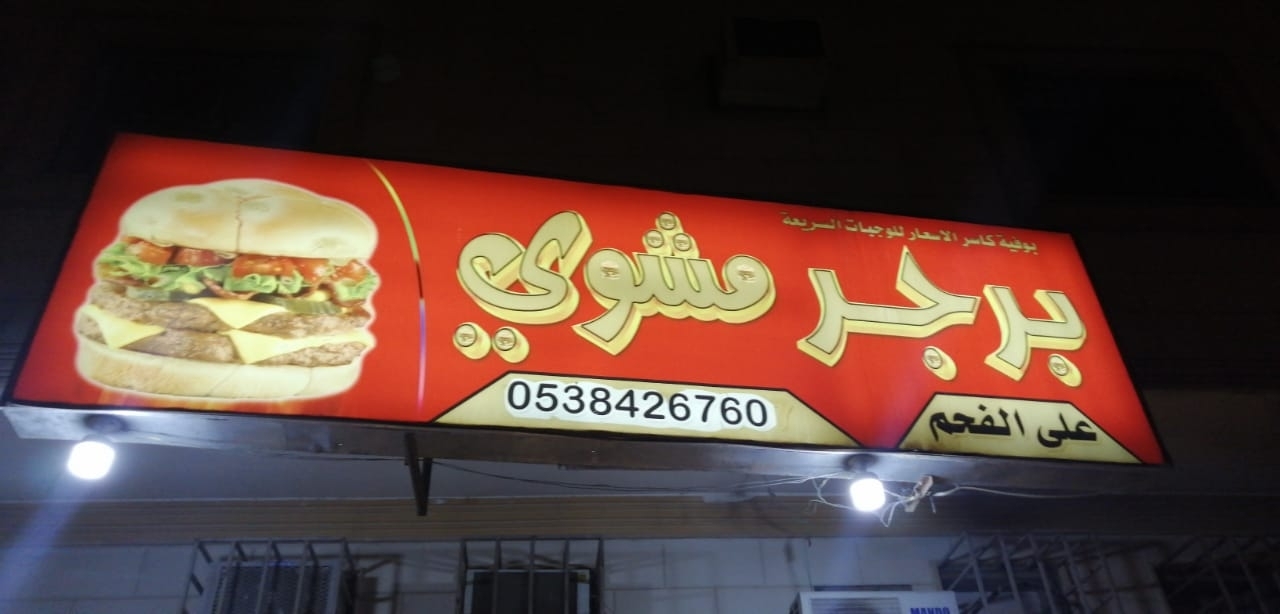 بوفية كاسر الاسعار للوجبات السريعة
برجر مشوي
على الفحم
0538426760